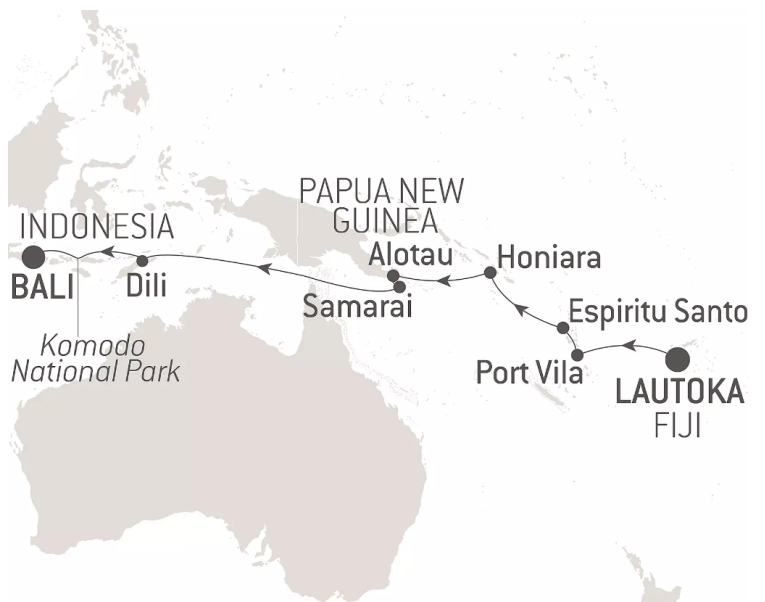 PAPUA NEW
GUINEA
INDONESIA
Alotau
Honiara
BALI
Dili
Samarai
Espiritu Santo
Komodo
National Park
Port Vila
LAUTOKA
FIJI